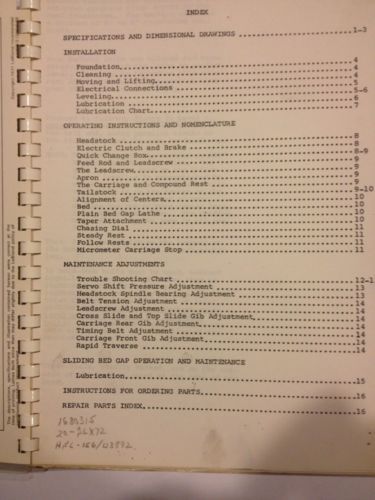 INDEX
SPECIFICATIONS AND DIMENSIONAL DRAWINGS 1-3
INSTALLATION
Foundation 4
Cleaning 4
Moving and Lifting 4
Electrical Connections 5
Leveling 5-6
Lubrication 6
Lubrication Chart 7
OPERATING INSTRUCTIONS AND NOMENCLATURE
Headstock 8
Electric Clutch and Brake 8
Quick Change Box 8-9
Feed Rod and Leadscrew 9
The Leadscrew 9
Apron 9
The Carriage and Compound Rest 9
Tailstock 9-10
Alignment of Centers 10
Bed 10
Plain Bed Gap Lathe 10
Taper Attachment 10
Chasing Dial 11
Steady Rest 11
Follow Rests 11
Micrometer Carriage Stop 11
MAINTENANCE ADJUSTMENTS
Trouble Shooting Chart 12-1
Servo Shift Pressure Adjustment 13
Headstock Spindle Bearing Adjustment 13
Belt Tension Adjustment 14
Leadscrew Adjustment 14
Cross Slide and Top Slide Gib Adjustment 14
Carriage Rear Gib Adjustment 14
Timing Belt Adjustment 14
Carriage Front Gib Adjustment 14
Rapid Traverse 14
SLIDING BED GAP OPERATION AND MAINTENANCE
Lubrication 15
INSTRUCTIONS FOR ORDERING PARTS 16
REPAIR PARTS INDEX 16